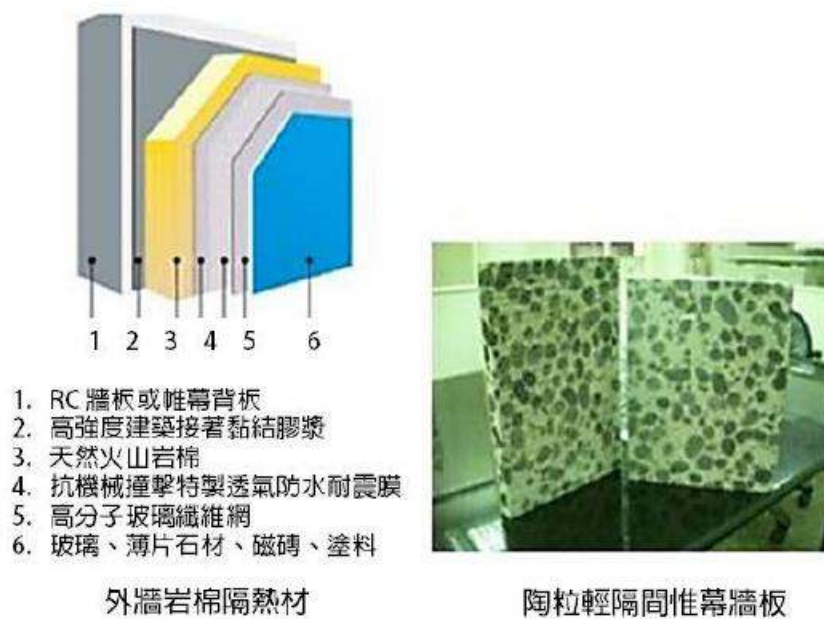 1 2 3 4 5 6
1. RC 牆板或帷幕背板
2. 高強度建築接著黏結膠漿
3. 天然火山岩棉
4. 抗機械撞擊特製透氣防水耐震膜
5. 高分子玻璃纖維網
6. 玻璃、薄片石材、磁磚、塗料
外牆岩棉隔熱材
陶粒輕隔間惟幕牆板